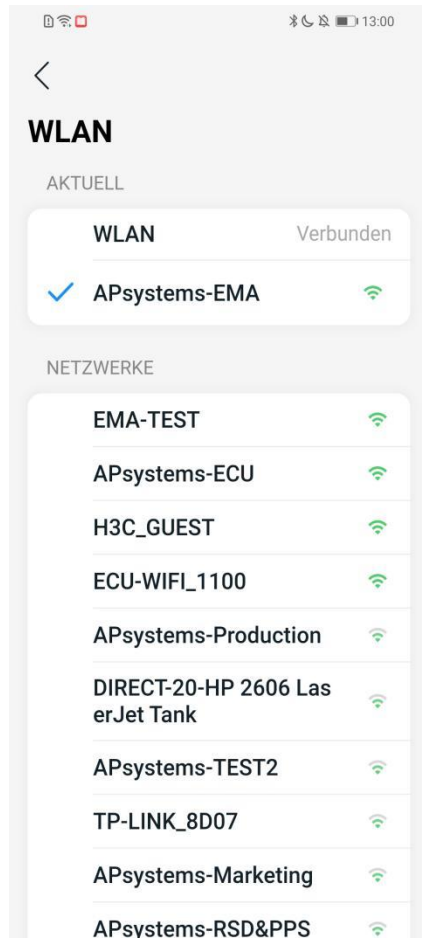 13:00
WLAN
AKTUELL
WLAN Verbunden
APsystems-EMA
NETZWERKE
EMA-TEST
APsystems-ECU
H3C_GUEST
ECU-WIFI_1100
APsystems-Production
DIRECT-20-HP 2606 Las
erJet Tank
APsystems-TEST2
TP-LINK_8D07
APsystems-Marketing
APsystems-RSD&PPS